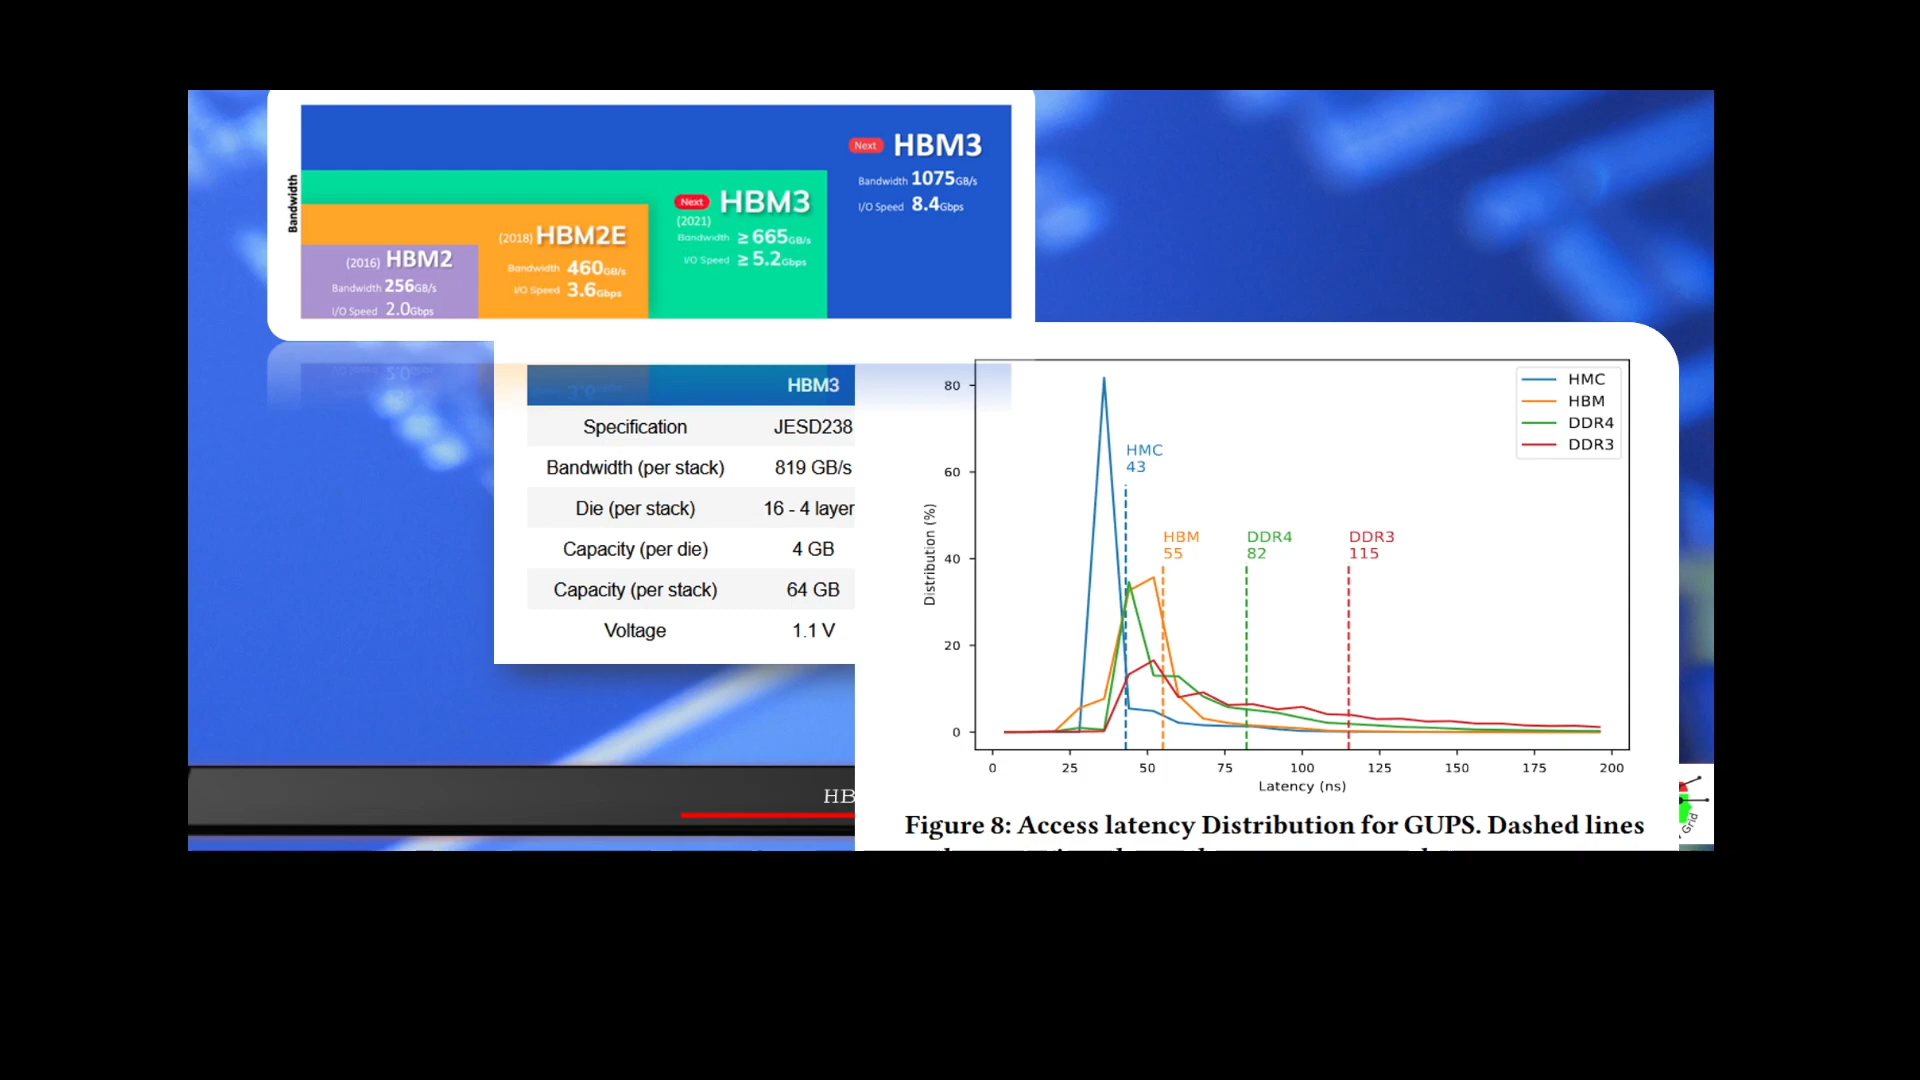 Bandwidth
Next HBM3
Bandwidth 1075GB/s
I/O Speed 8.4Gbps
Next HBM3
(2021)
Bandwidth ≥ 665GB/s
I/O Speed ≥ 5.2Gbps
(2018) HBM2E
Bandwidth 460GB/s
I/O Speed 3.6Gbps
(2016) HBM2
Bandwidth 256GB/s
I/O Speed 2.0Gbps
HBM3
Specification JESD238
Bandwidth (per stack) 819 GB/s
Die (per stack) 16 - 4 layer
Capacity (per die) 4 GB
Capacity (per stack) 64 GB
Voltage 1.1 V
HMC
HBM
DDR4
DDR3
HMC
43
HBM
55
DDR4
82
DDR3
115
Distribution (%)
80
60
40
20
0
0 25 50 75 100 125 150 175 200
Latency (ns)
Figure 8: Access latency Distribution for GUPS. Dashed lines
HB
Grid